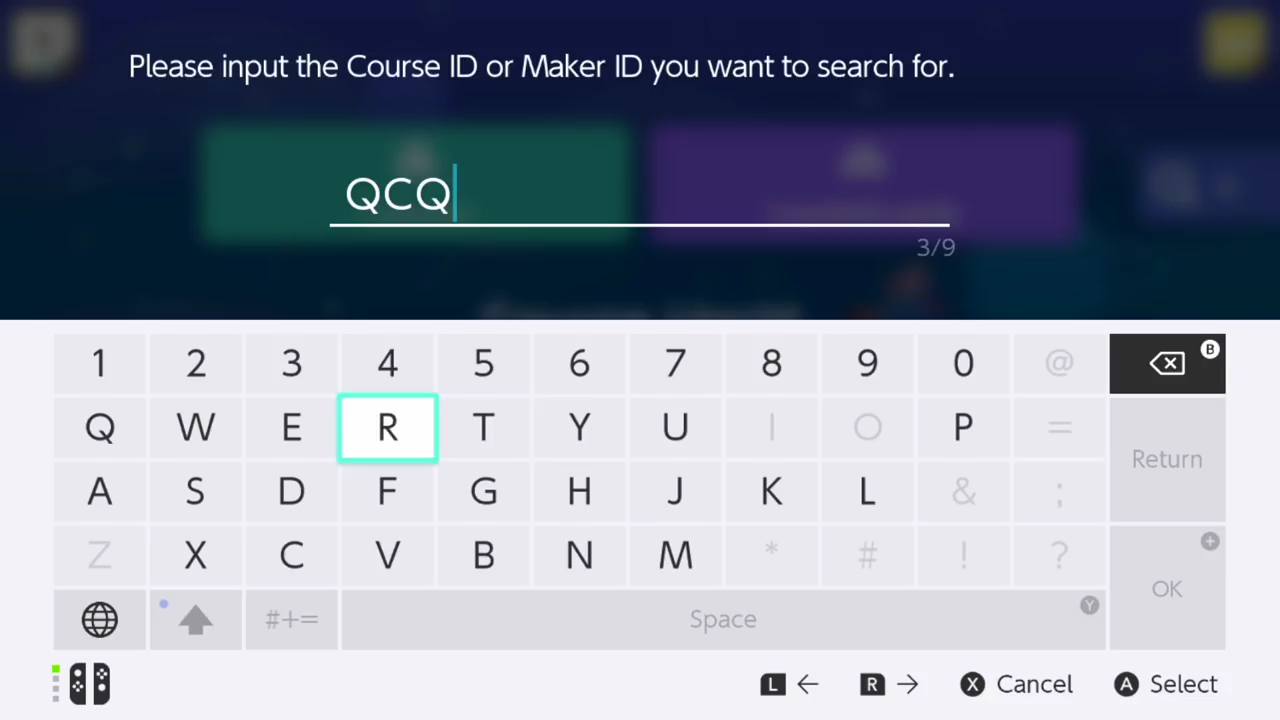 Please input the Course ID or Maker ID you want to search for.
QCQ
3/9
1 2 3 4 5 6 7 8 9 0 @ B
Q W E R T Y U I O P = Return
A S D F G H J K L & ;
Z X C V B N M * # ! ? + OK
#+= Space Y
L ← R → X Cancel A Select